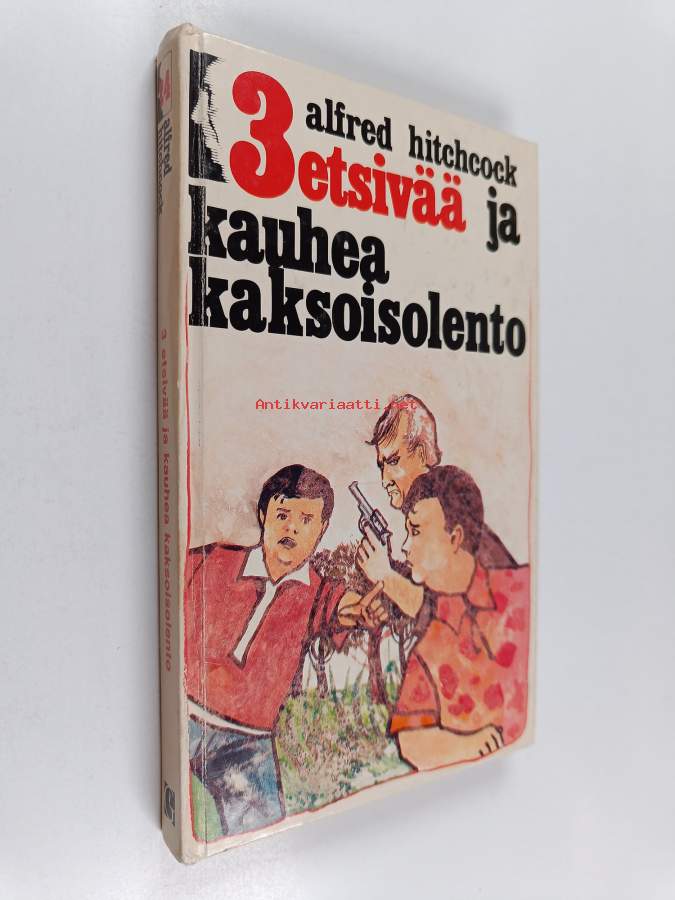 3 alfred hitchcock
etsivää ja
kauhea
kaksoisolento
Antikvariaatti.net
alfred
hitchcock
3 etsivää ja kauhea kaksoisolento
S